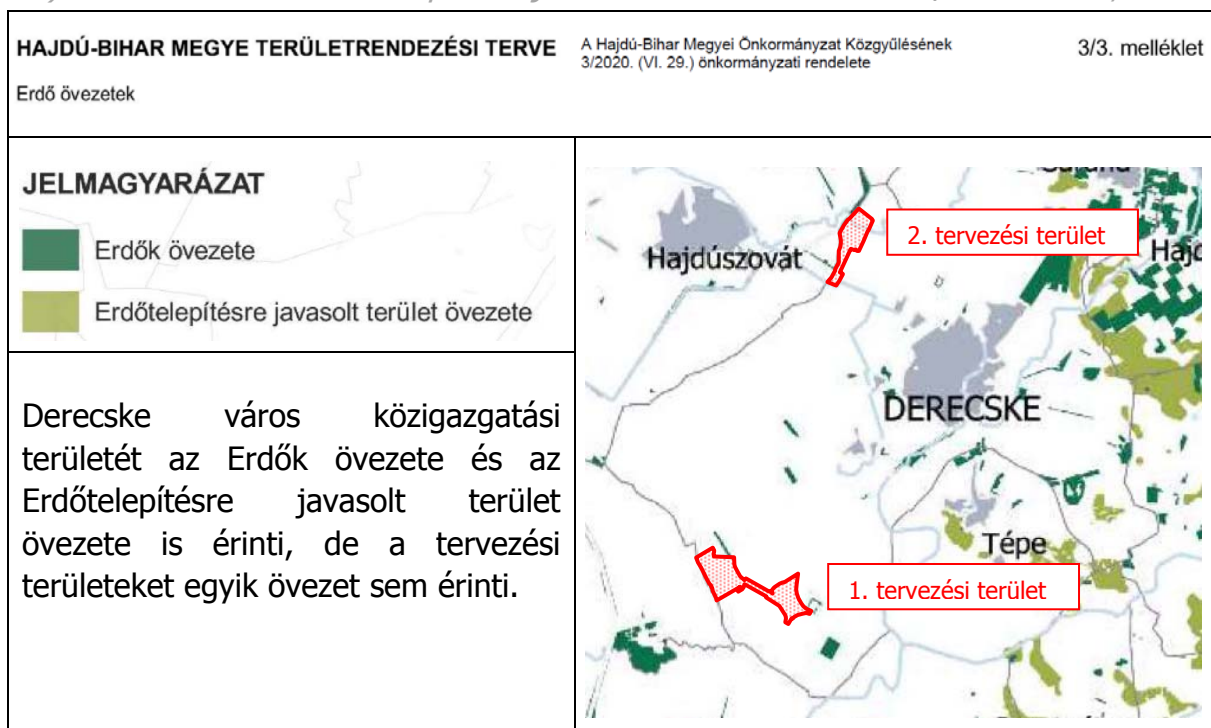 HAJDÚ-BIHAR MEGYE TERÜLETRENDEZÉSI TERVE
A Hajdú-Bihar Megyei Önkormányzat Közgyűlésének
3/2020. (VI. 29.) önkormányzati rendelete
3/3. melléklet
Erdő övezetek
JELMAGYARÁZAT
Erdők övezete
Erdőtelepítésre javasolt terület övezete
Derecske város közigazgatási
területét az Erdők övezete és az
Erdőtelepítésre javasolt terület
övezete is érinti, de a tervezési
területeket egyik övezet sem érinti.
2. tervezési terület
Hajdúszovát
Hajd
DERECSKE
Tépe
1. tervezési terület